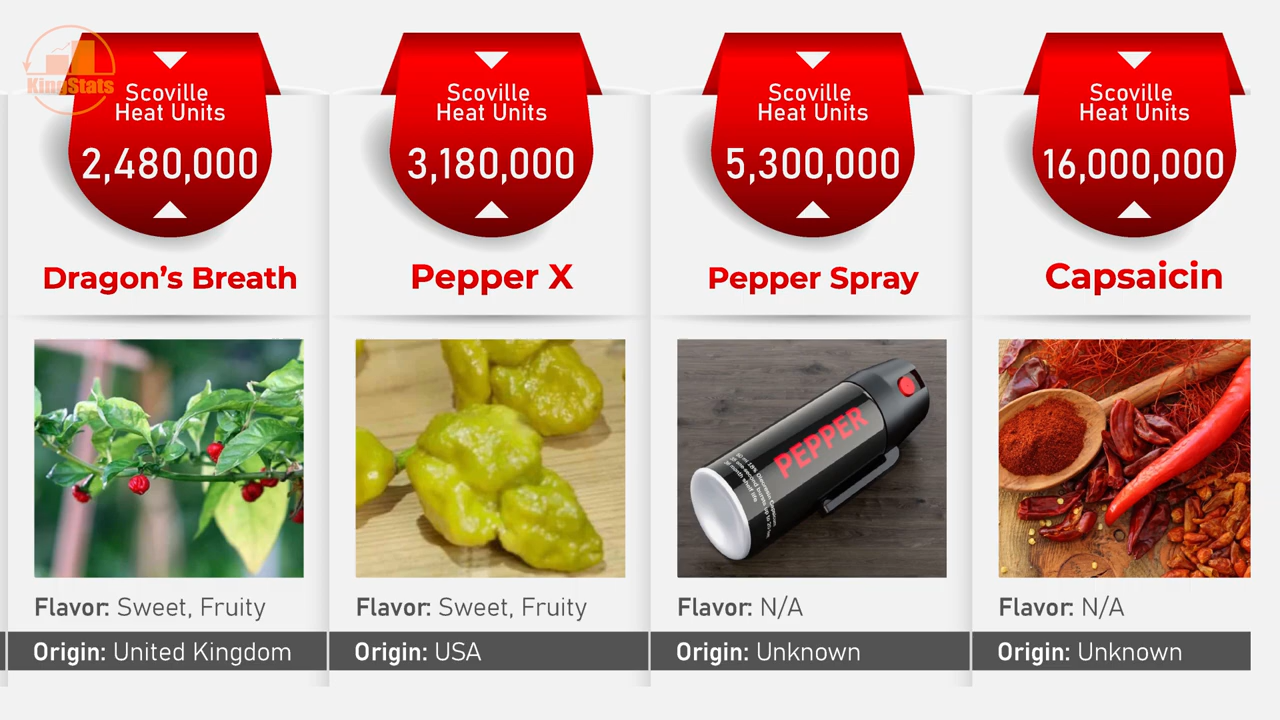 KingStats
Scoville
Heat Units
2,480,000
Dragon's Breath
Flavor: Sweet, Fruity
Origin: United Kingdom
Scoville
Heat Units
3,180,000
Pepper X
Flavor: Sweet, Fruity
Origin: USA
Scoville
Heat Units
5,300,000
Pepper Spray
PEPPER
Flavor: N/A
Origin: Unknown
Scoville
Heat Units
16,000,000
Capsaicin
Flavor: N/A
Origin: Unknown